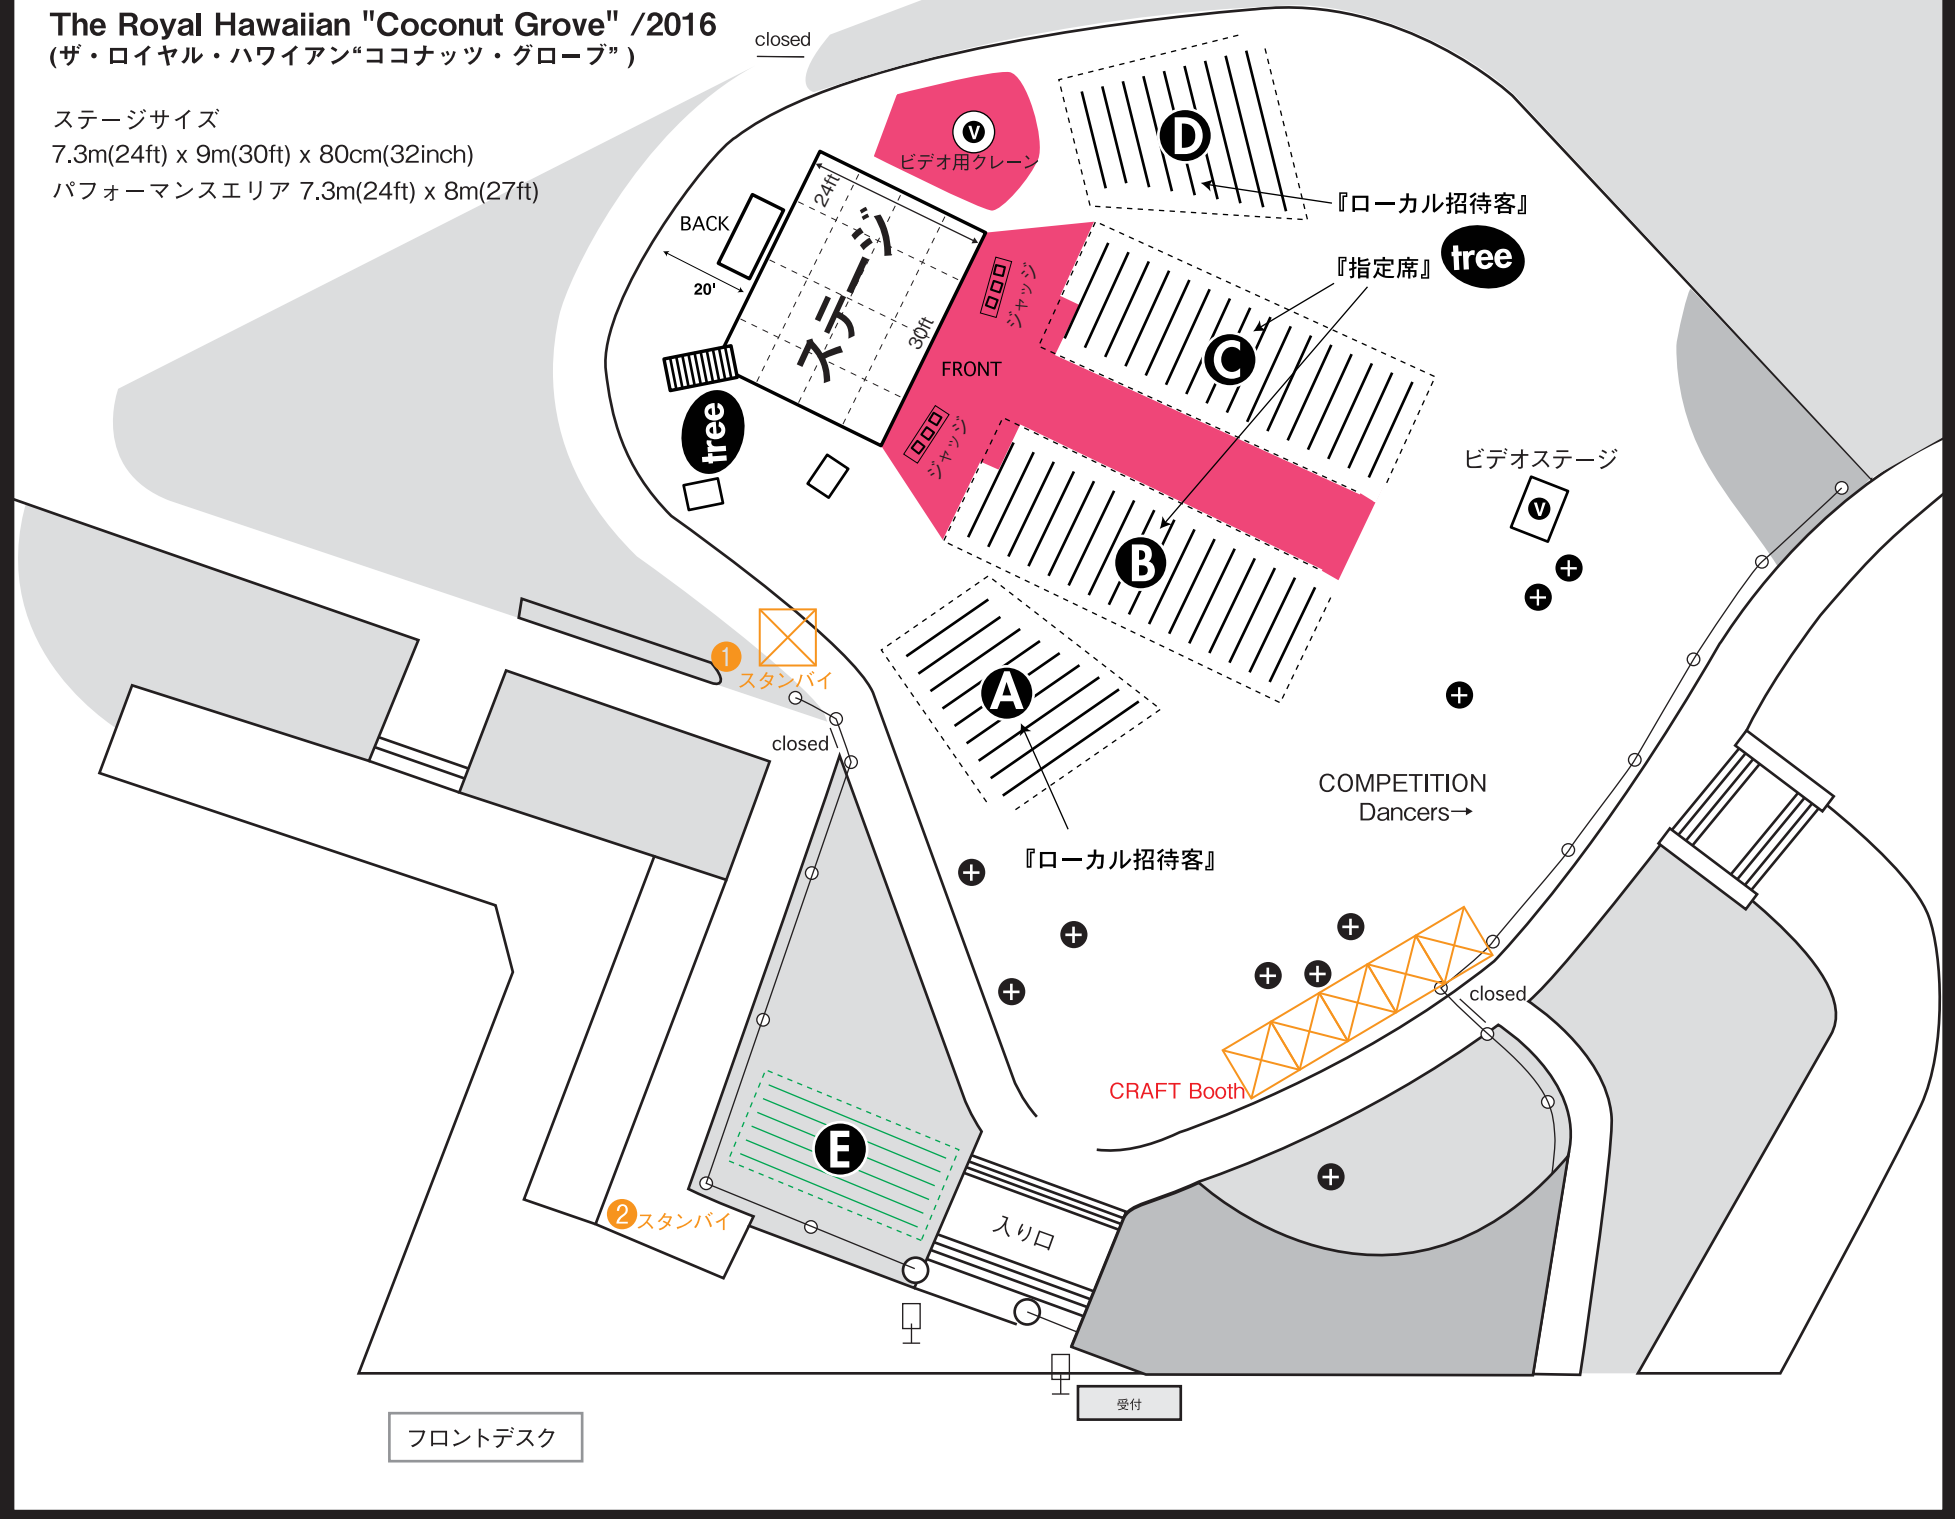 The Royal Hawaiian "Coconut Grove" /2016
(ザ・ロイヤル・ハワイアン“ココナッツ・グローブ” )
ステージサイズ
7.3m(24ft) x 9m(30ft) x 80cm(32inch)
パフォーマンスエリア 7.3m(24ft) x 8m(27ft)
closed
V
ビデオ用クレーン
D
『ローカル招待客』
tree
『指定席』
BACK
20'
24ft
ステージ
30ft
ジャッジ
FRONT
ジャッジ
C
tree
ビデオステージ
V
B
1
スタンバイ
closed
A
『ローカル招待客』
COMPETITION
Dancers→
closed
CRAFT Booth
E
2 スタンバイ
入り口
受付
フロントデスク